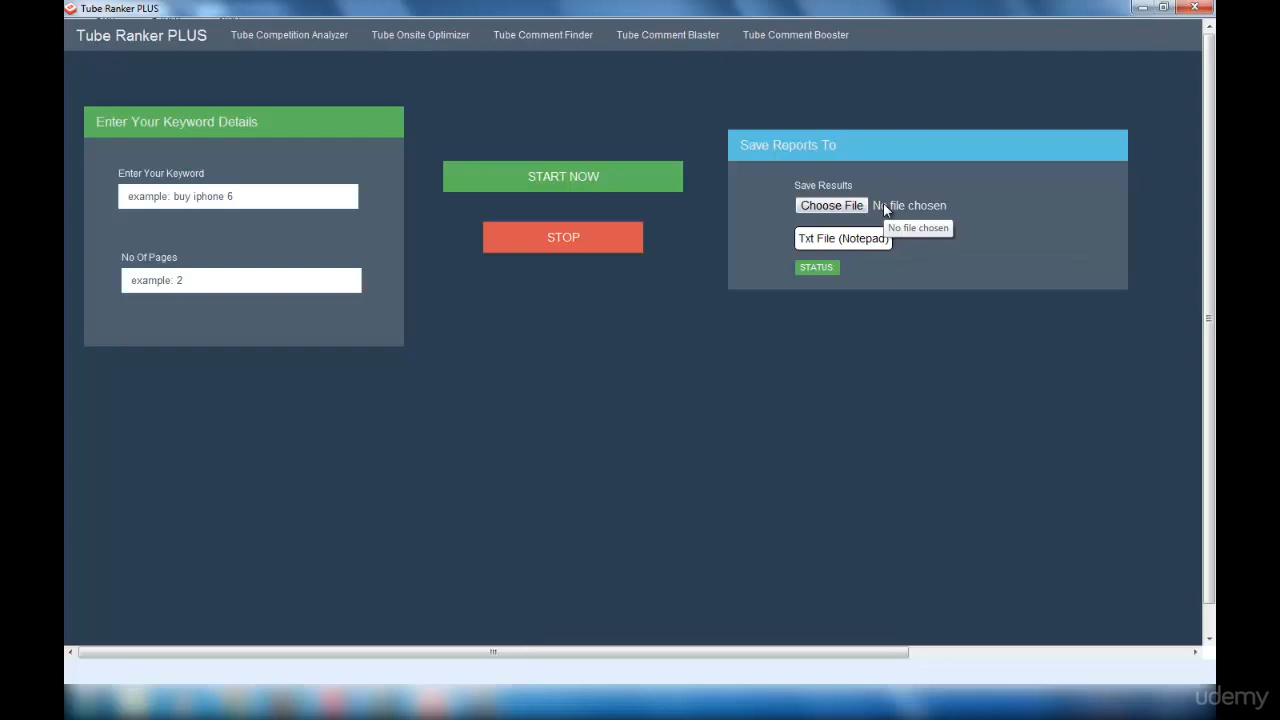 Tube Ranker PLUS
Tube Ranker PLUS Tube Competition Analyzer Tube Onsite Optimizer Tube Comment Finder Tube Comment Blaster Tube Comment Booster
Enter Your Keyword Details
Enter Your Keyword
example: buy iphone 6
No Of Pages
example: 2
START NOW
STOP
Save Reports To
Save Results
Choose File No file chosen
No file chosen
Txt File (Notepad)
STATUS
udemy